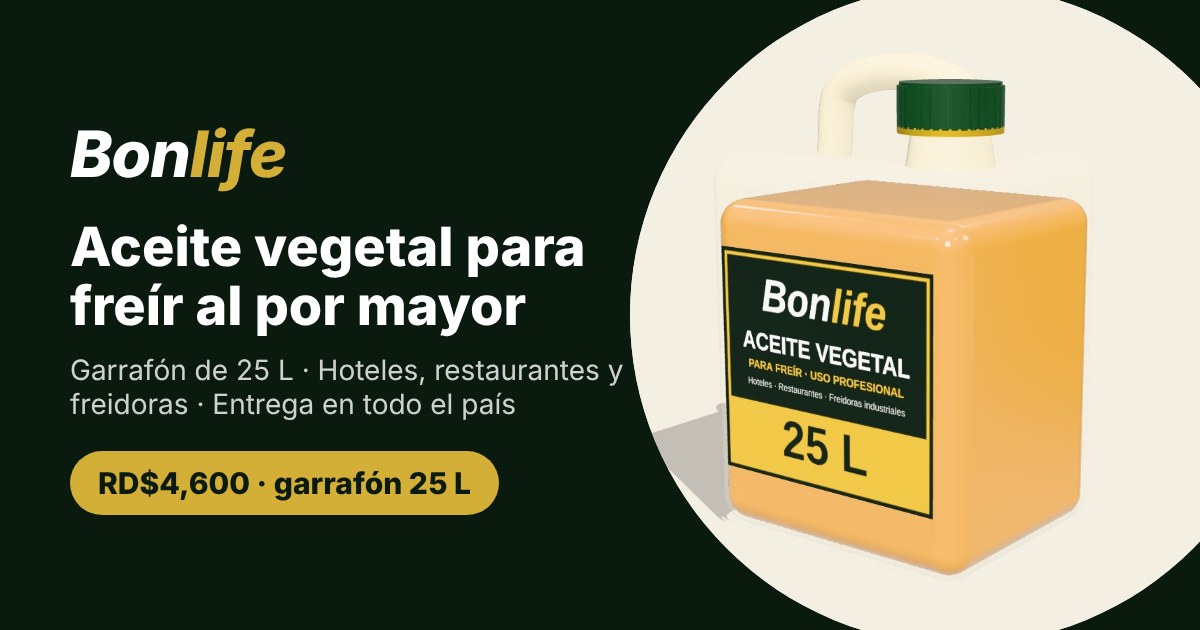 Bonlife
Aceite vegetal para
freír al por mayor
Garrafón de 25 L · Hoteles, restaurantes y
freidoras · Entrega en todo el país
RD$4,600 · garrafón 25 L
Bonlife
ACEITE VEGETAL
PARA FREÍR · USO PROFESIONAL
Hoteles · Restaurantes · Freidoras industriales
25 L